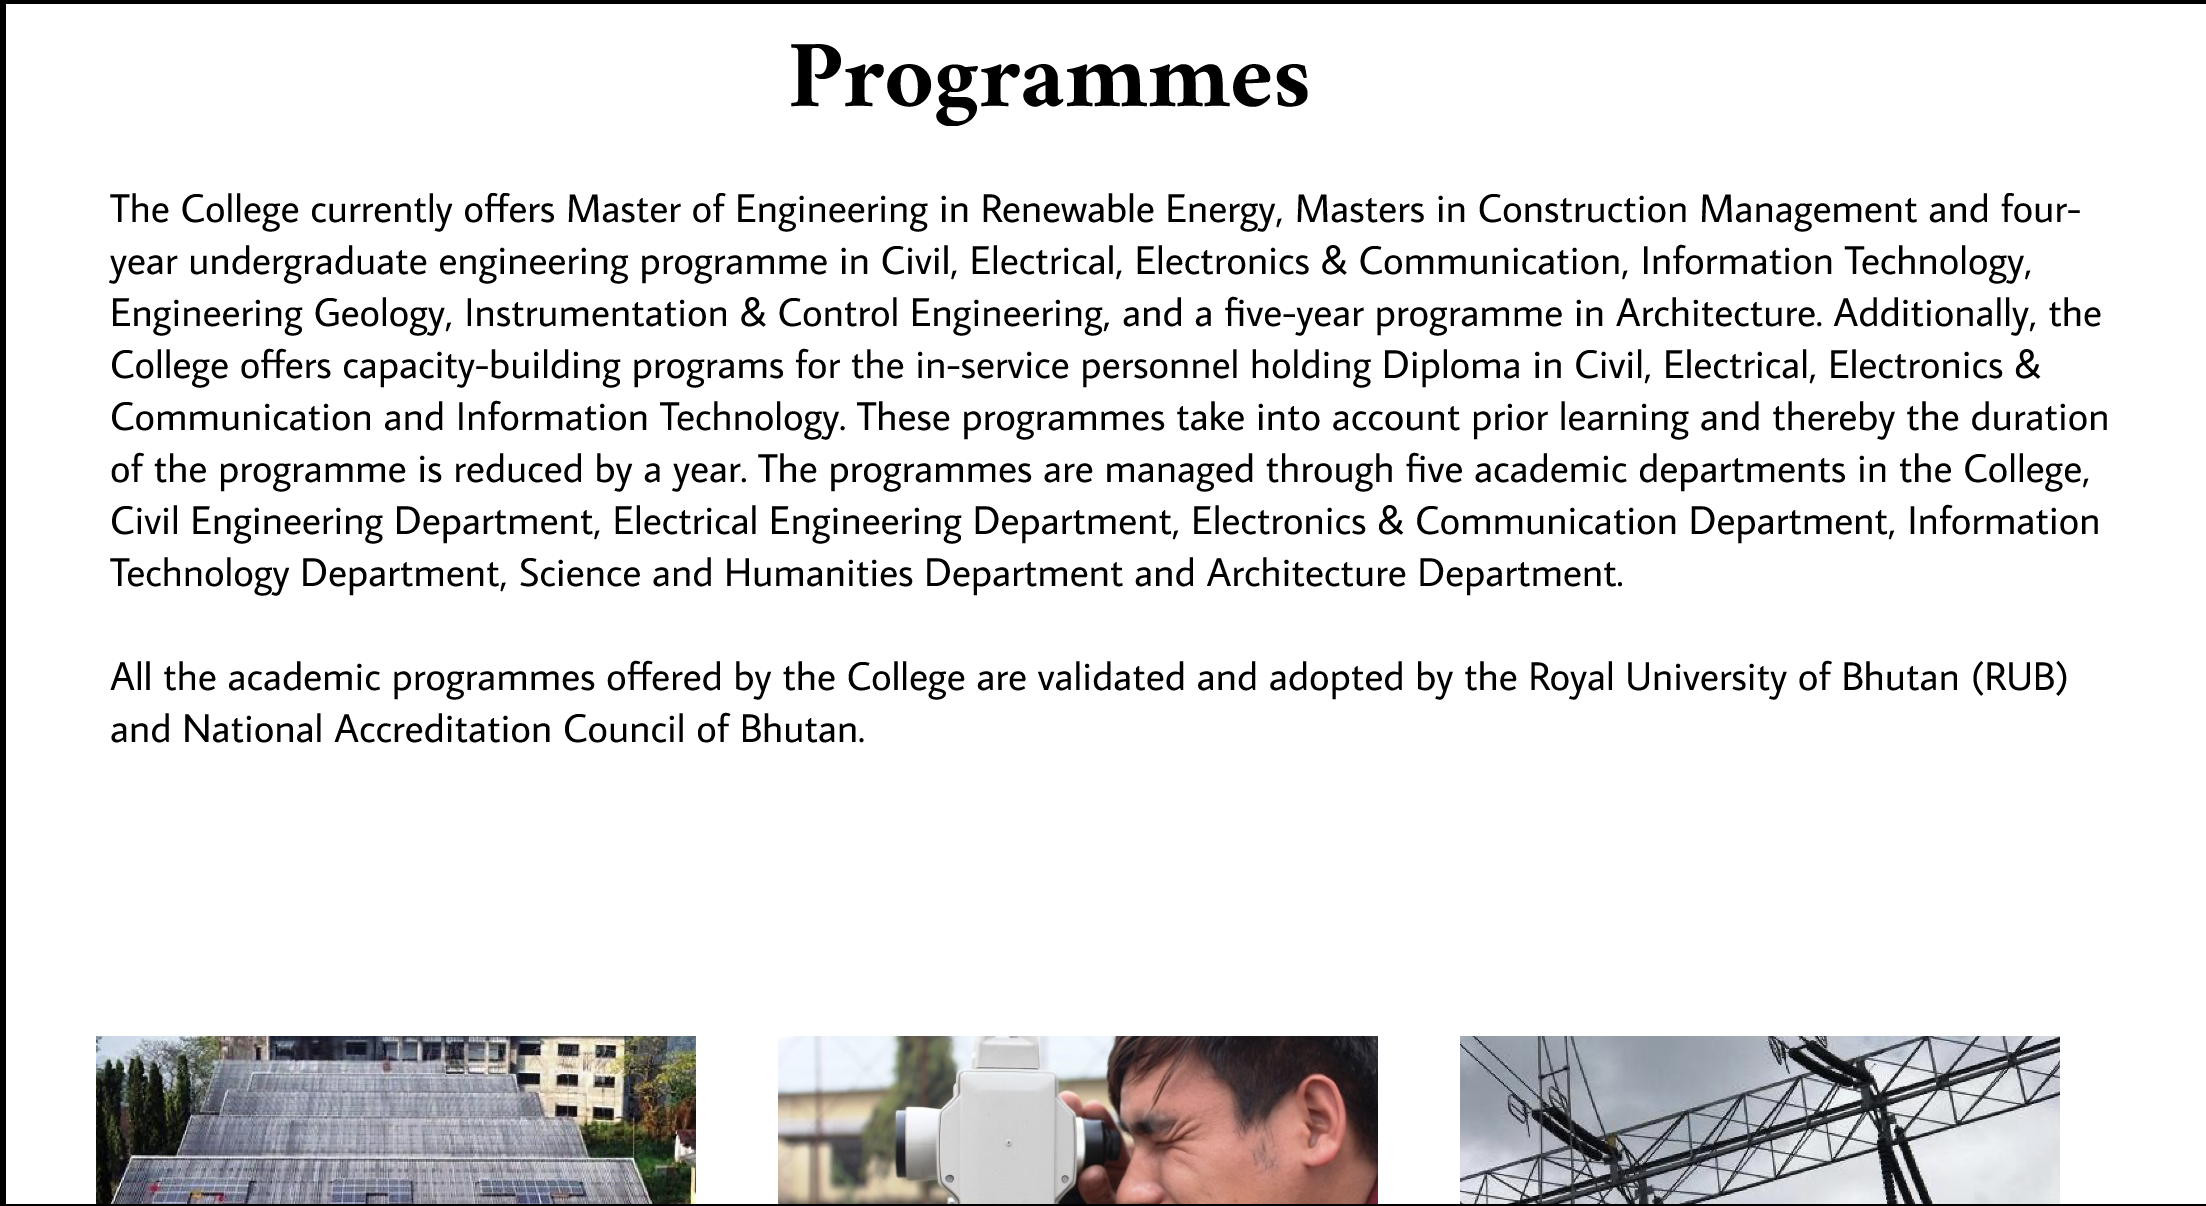 Programmes
The College currently offers Master of Engineering in Renewable Energy, Masters in Construction Management and four-
year undergraduate engineering programme in Civil, Electrical, Electronics & Communication, Information Technology,
Engineering Geology, Instrumentation & Control Engineering, and a five-year programme in Architecture. Additionally, the
College offers capacity-building programs for the in-service personnel holding Diploma in Civil, Electrical, Electronics &
Communication and Information Technology. These programmes take into account prior learning and thereby the duration
of the programme is reduced by a year. The programmes are managed through five academic departments in the College,
Civil Engineering Department, Electrical Engineering Department, Electronics & Communication Department, Information
Technology Department, Science and Humanities Department and Architecture Department.
All the academic programmes offered by the College are validated and adopted by the Royal University of Bhutan (RUB)
and National Accreditation Council of Bhutan.